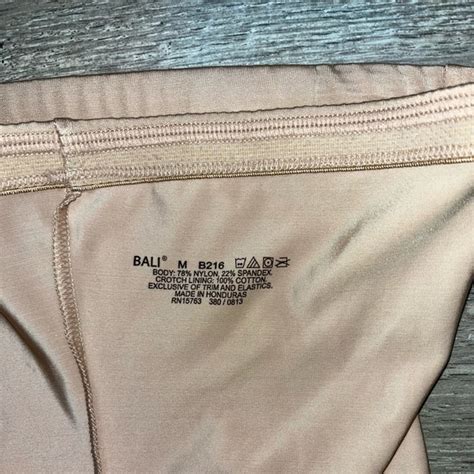 BALI® M B216
BODY: 78% NYLON, 22% SPANDEX.
CROTCH LINING: 100% COTTON.
EXCLUSIVE OF TRIM AND ELASTICS.
MADE IN HONDURAS
RN15763 380 / 0813